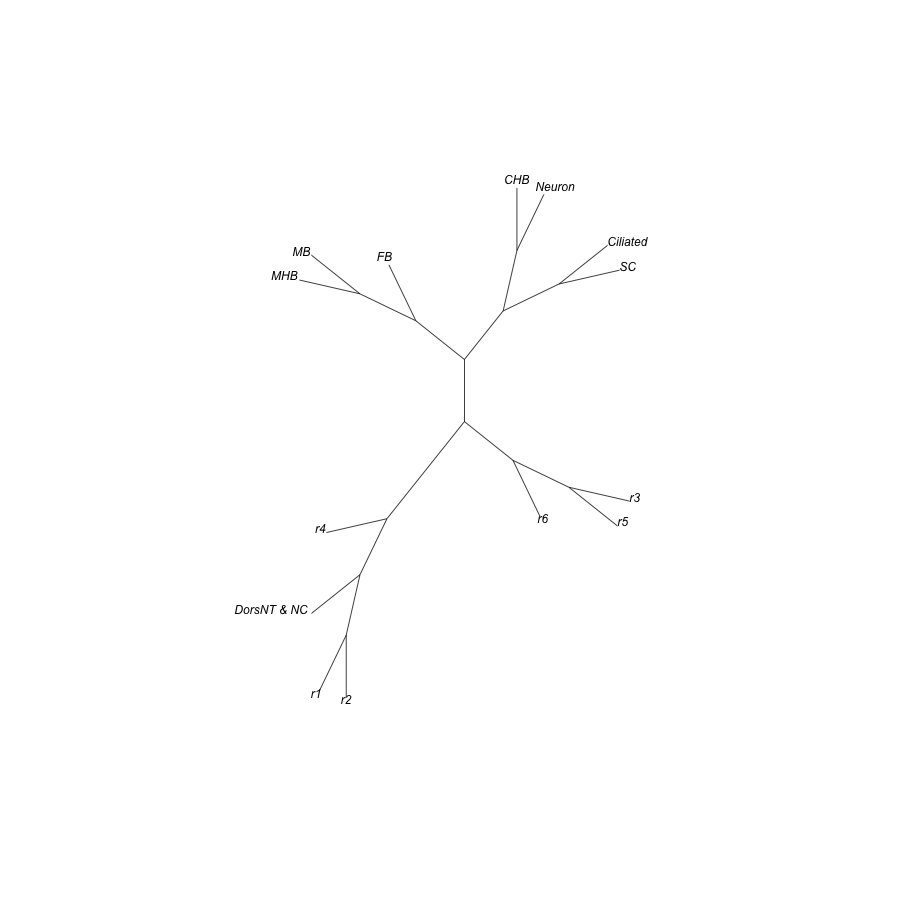 CHB
Neuron
Ciliated
MB
FB
SC
MHB
r3
r6
r5
r4
DorsNT & NC
r1
r2